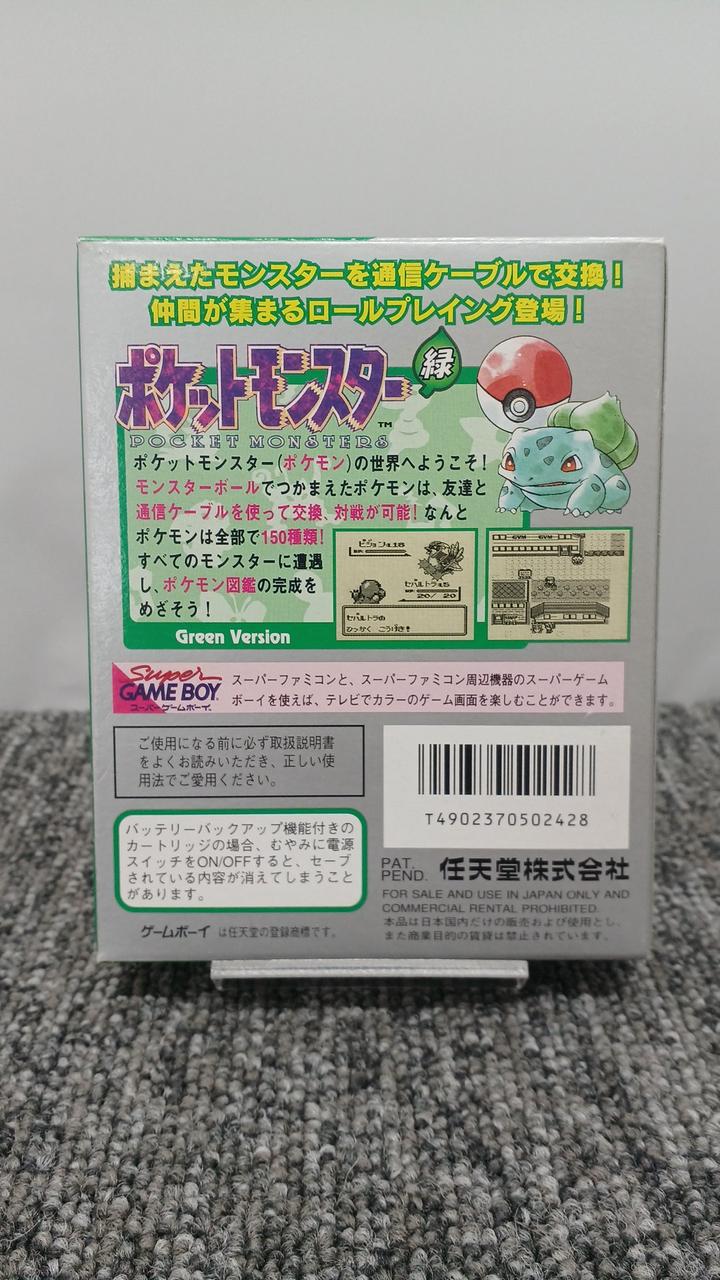 捕まえたモンスターを通信ケーブルで交換！
仲間が集まるロールプレイング登場！
ポケットモンスター
緑
TM
POCKET MONSTERS
ポケットモンスター(ポケモン)の世界へようこそ！
モンスターボールでつかまえたポケモンは、友達と
通信ケーブルを使って交換、対戦が可能！なんと
ポケモンは全部で150種類！
すべてのモンスターに遭遇
し、ポケモン図鑑の完成を
めざそう！
Green Version
20/ 20
GYM GYM
Super
GAME BOY
スーパーゲームボーイ
スーパーファミコンと、スーパーファミコン周辺機器のスーパーゲーム
ボーイを使えば、テレビでカラーのゲーム画面を楽しむことができます。
ご使用になる前に必ず取扱説明書
をよくお読みいただき、正しい使
用法でご愛用ください。
T4902370502428
バッテリーバックアップ機能付きの
カートリッジの場合、むやみに電源
スイッチをON/OFFすると、セーブ
されている内容が消えてしまうこと
があります。
PAT.
PEND. 任天堂株式会社
FOR SALE AND USE IN JAPAN ONLY AND
COMMERCIAL RENTAL PROHIBITED.
本品は日本国内だけの販売および使用とし、
また商業目的の賃貸は禁止されています。
ゲームボーイ は任天堂の登録商標です。